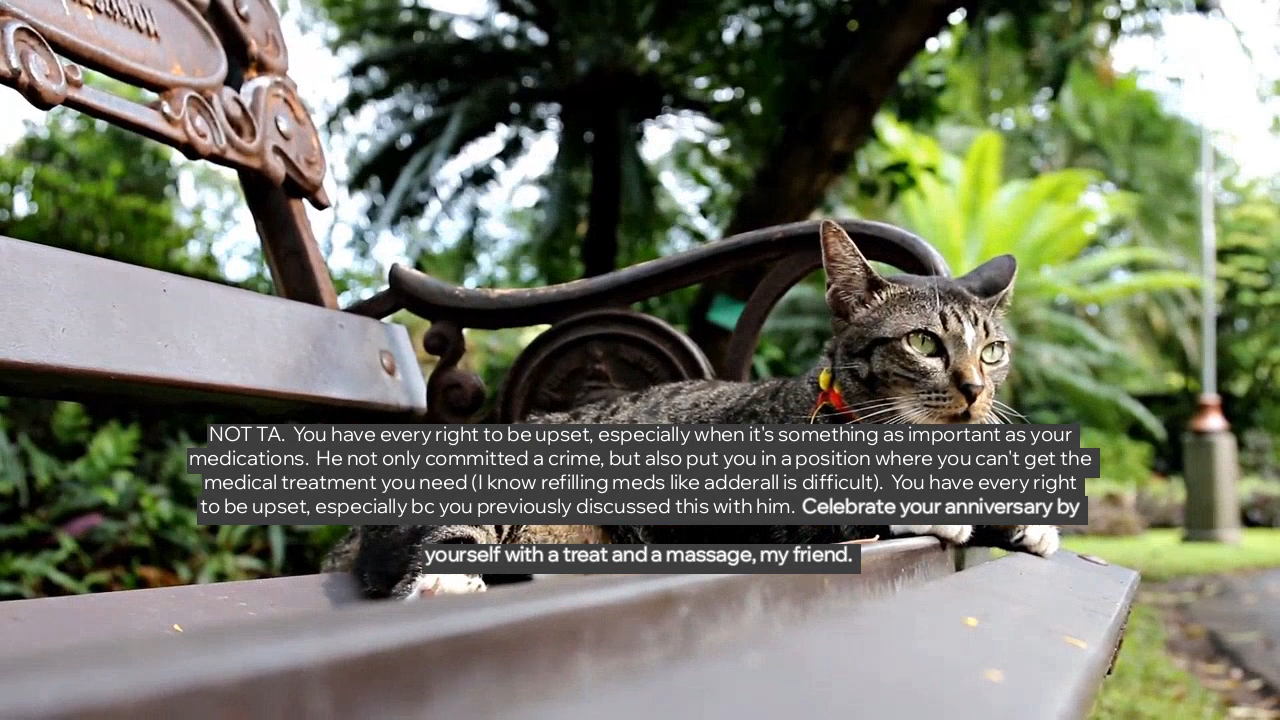 NOT TA.  You have every right to be upset, especially when it's something as important as your
medications.  He not only committed a crime, but also put you in a position where you can't get the
medical treatment you need (I know refilling meds like adderall is difficult).  You have every right
to be upset, especially bc you previously discussed this with him.  Celebrate your anniversary by
yourself with a treat and a massage, my friend.